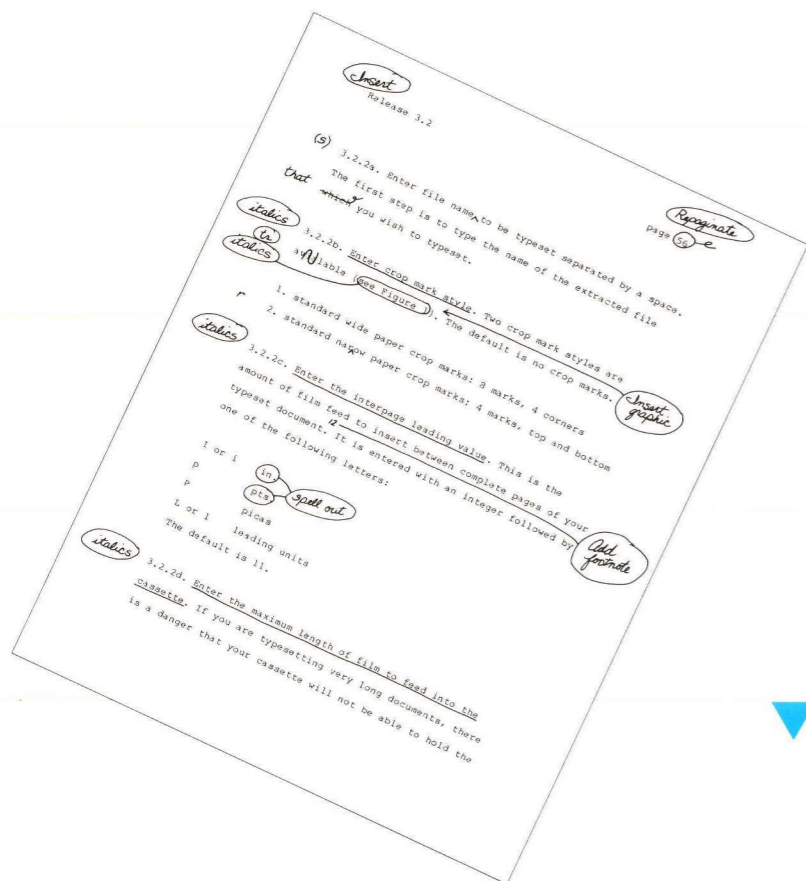 Insert
Release 3.2
Repaginate
page 56
(s)
3.2.2a. Enter file name to be typeset separated by a space.
The first step is to type the name of the extracted file
that
which you wish to typeset.
italics
3.2.2b. Enter crop mark style. Two crop mark styles are
tr
italics
avilable (see Figure 1). The default is no crop marks.
Insert graphic
1. standard wide paper crop marks: 8 marks, 4 corners
r
2. standard narow paper crop marks: 4 marks, top and bottom
italics
3.2.2c. Enter the interpage leading value. This is the
amount of film feed to insert between complete pages of your
12
typeset document. It is entered with an integer followed by
one of the following letters:
Add footnote
I or i in.
p pts.
spell out
P picas
L or l leading units
The default is 1l.
italics
3.2.2d. Enter the maximum length of film to feed into the
cassette. If you are typesetting very long documents, there
is a danger that your cassette will not be able to hold the